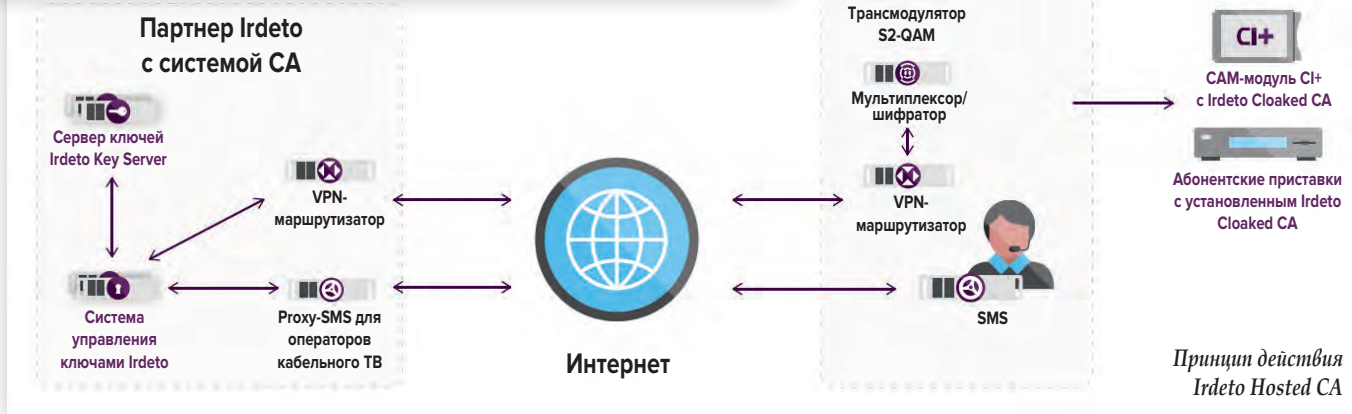 Партнер Irdeto
с системой CA
Сервер ключей
Irdeto Key Server
VPN-
маршрутизатор
Система
управления
ключами Irdeto
Proxy-SMS для
операторов
кабельного ТВ
Интернет
Трансмодулятор
S2-QAM
Мультиплексор/
шифратор
VPN-
маршрутизатор
SMS
CI+
CAM-модуль CI+
с Irdeto Cloaked CA
Абонентские приставки
с установленным Irdeto
Cloaked CA
Принцип действия
Irdeto Hosted CA